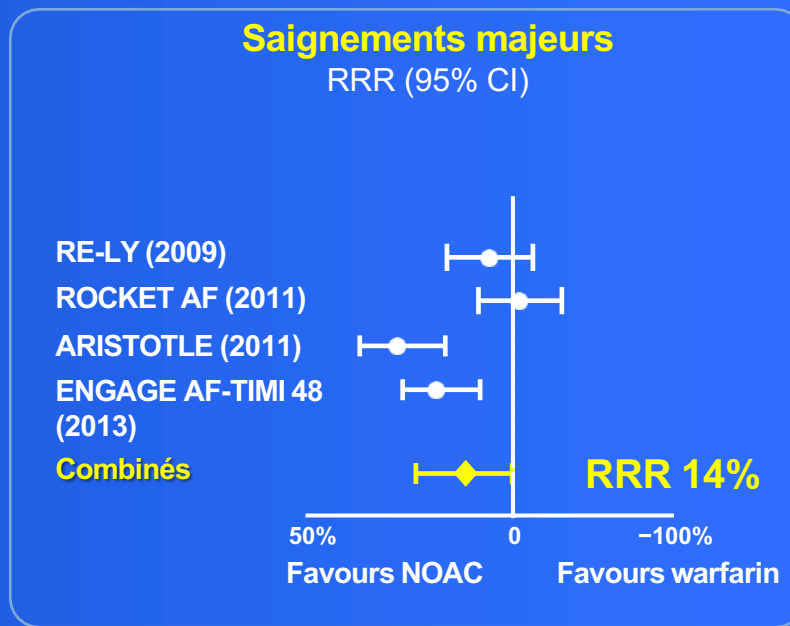 Saignements majeurs
RRR (95% CI)
RE-LY (2009)
ROCKET AF (2011)
ARISTOTLE (2011)
ENGAGE AF-TIMI 48
(2013)
Combinés
RRR 14%
50% 0 −100%
Favours NOAC Favours warfarin